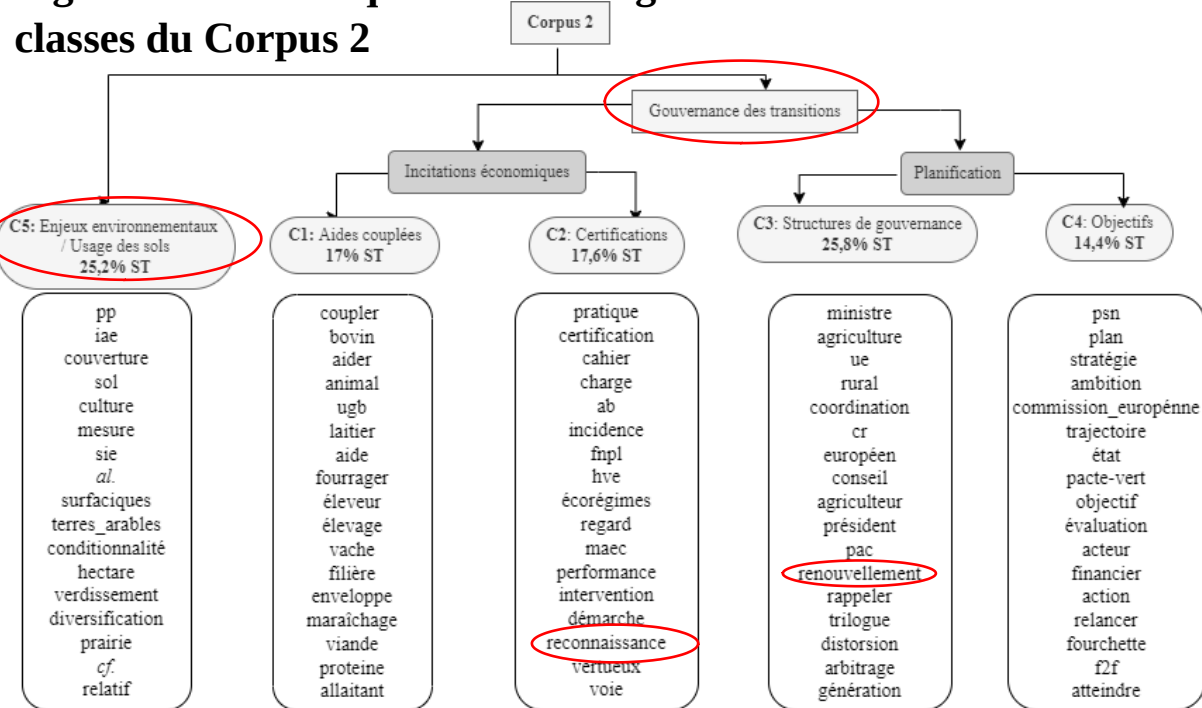 classes du Corpus 2
Corpus 2
Gouvernance des transitions
Incitations économiques
Planification
C5: Enjeux environnementaux
/ Usage des sols
25,2% ST
C1: Aides couplées
17% ST
C2: Certifications
17,6% ST
C3: Structures de gouvernance
25,8% ST
C4: Objectifs
14,4% ST
pp
iae
couverture
sol
culture
mesure
sie
al.
surfaciques
terres_arables
conditionnalité
hectare
verdissement
diversification
prairie
cf.
relatif
coupler
bovin
aider
animal
ugb
laitier
aide
fourrager
éleveur
élevage
vache
filière
enveloppe
maraîchage
viande
proteine
allaitant
pratique
certification
cahier
charge
ab
incidence
fnpl
hve
écorégimes
regard
maec
performance
intervention
démarche
reconnaissance
vertueux
voie
ministre
agriculture
ue
rural
coordination
cr
européen
conseil
agriculteur
président
pac
renouvellement
rappeler
trilogue
distorsion
arbitrage
génération
psn
plan
stratégie
ambition
commission_europénne
trajectoire
état
pacte-vert
objectif
évaluation
acteur
financier
action
relancer
fourchette
f2f
atteindre